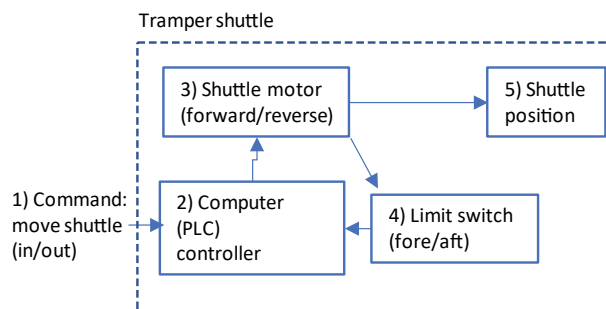 Tramper shuttle
3) Shuttle motor
(forward/reverse)
5) Shuttle
position
1) Command:
move shuttle
(in/out)
2) Computer
(PLC)
controller
4) Limit switch
(fore/aft)